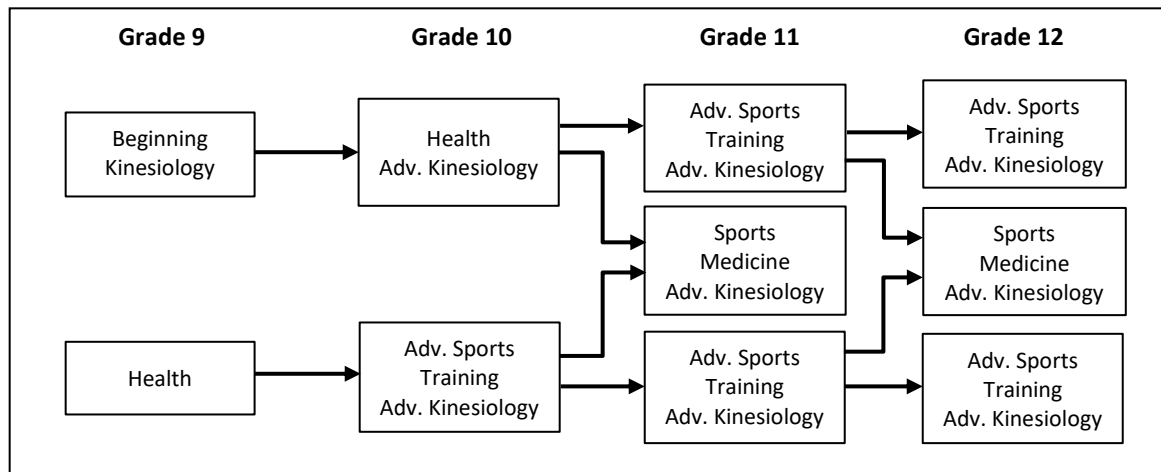 Grade 9
Grade 10
Grade 11
Grade 12
Beginning
Kinesiology
Health
Adv. Kinesiology
Adv. Sports
Training
Adv. Kinesiology
Adv. Sports
Training
Adv. Kinesiology
Sports
Medicine
Adv. Kinesiology
Sports
Medicine
Adv. Kinesiology
Health
Adv. Sports
Training
Adv. Kinesiology
Adv. Sports
Training
Adv. Kinesiology
Adv. Sports
Training
Adv. Kinesiology